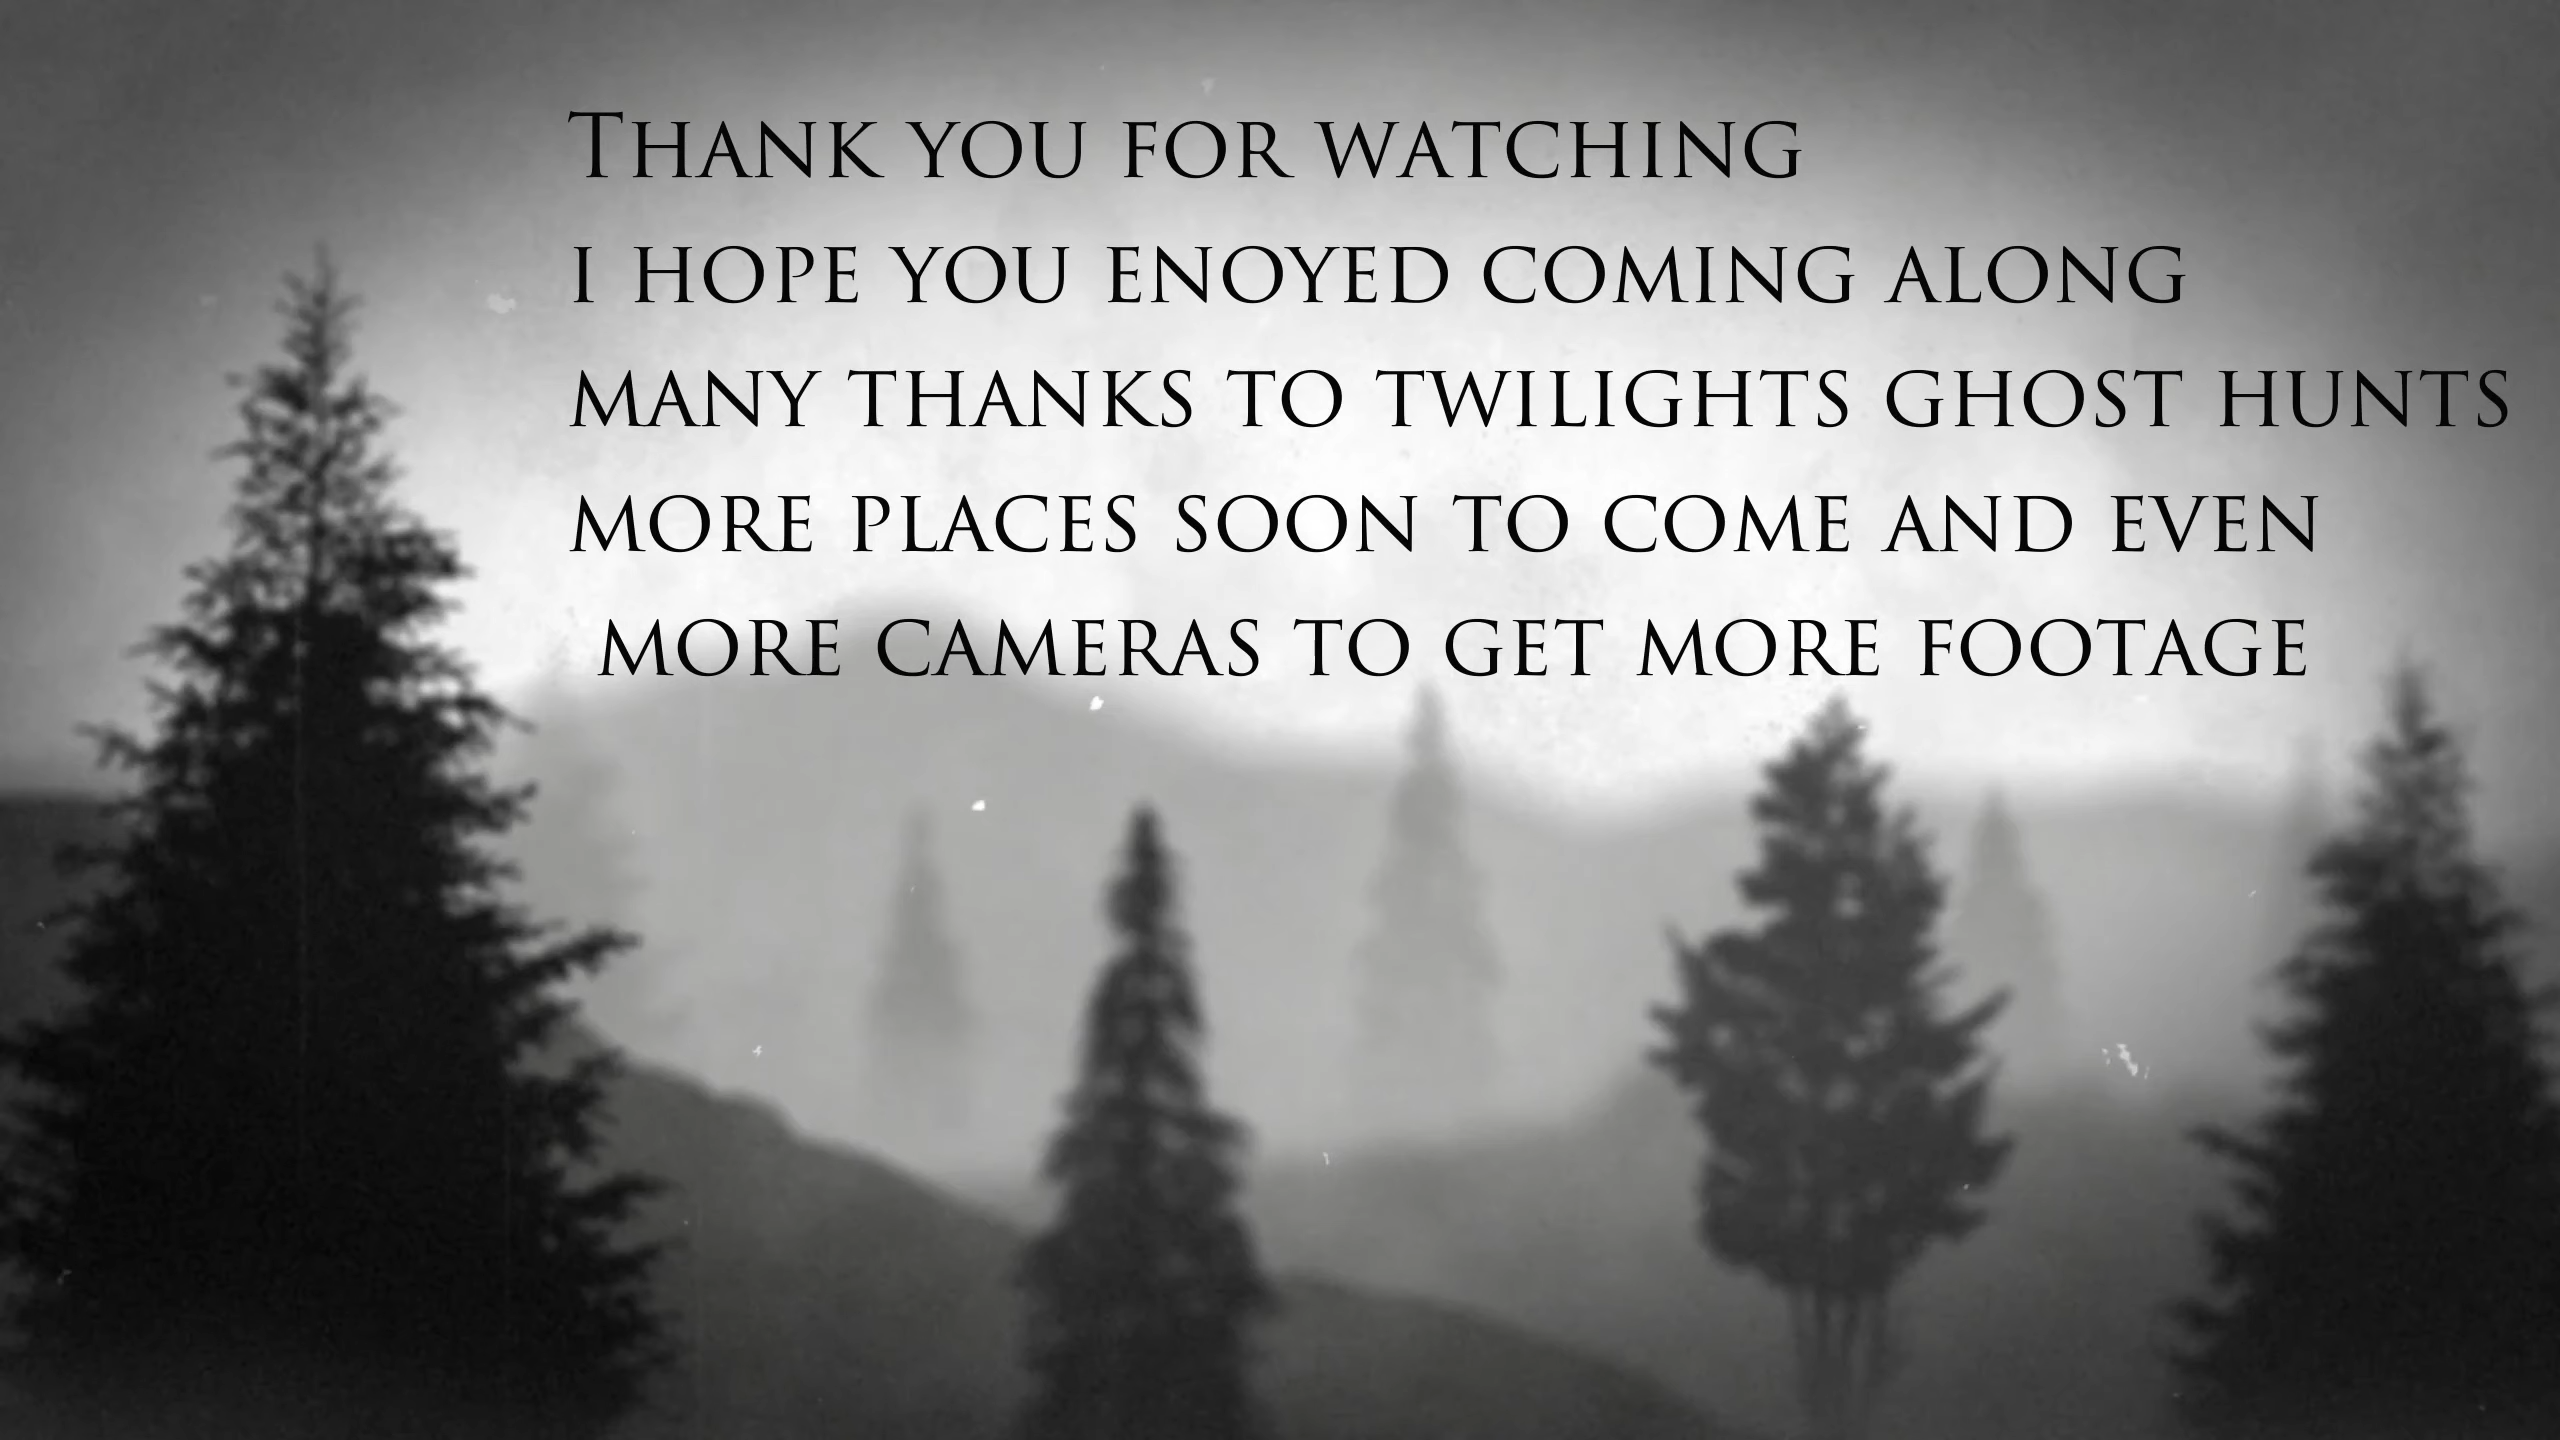 Thank you for watching
i hope you enoyed coming along
many thanks to twilights ghost hunts
more places soon to come and even
more cameras to get more footage